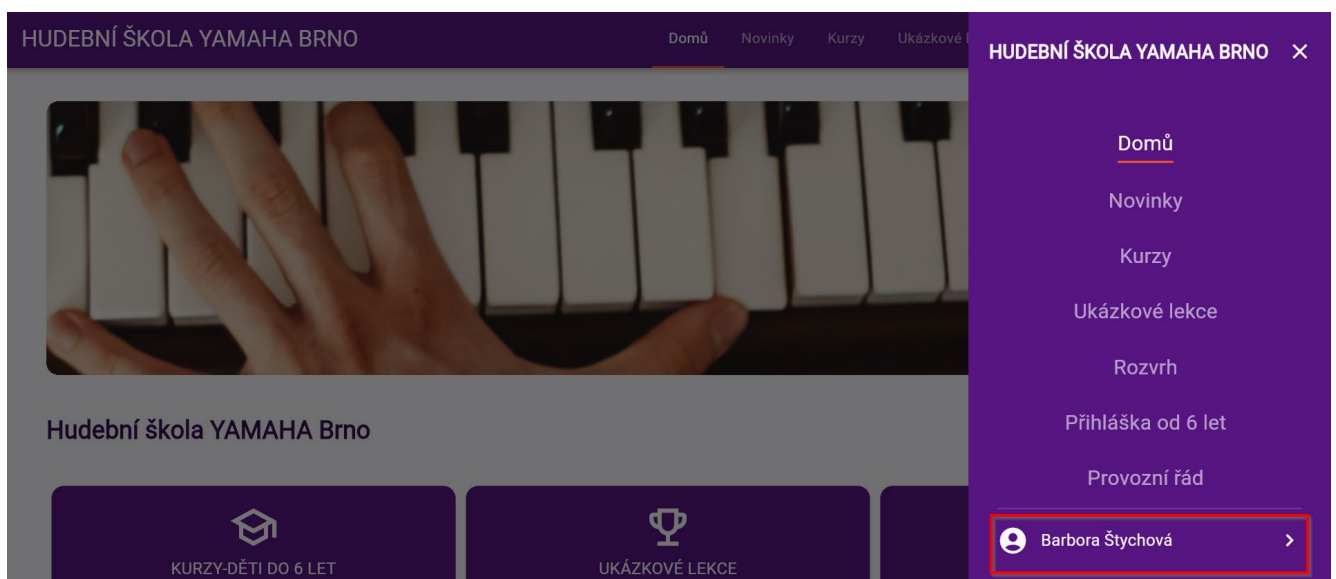 HUDEBNÍ ŠKOLA YAMAHA BRNO
Domů
Novinky
Kurzy
Ukázkové
HUDEBNÍ ŠKOLA YAMAHA BRNO
Domů
Novinky
Kurzy
Ukázkové lekce
Rozvrh
Přihláška od 6 let
Provozní řád
Barbora Štychová
Hudební škola YAMAHA Brno
KURZY-DĚTI DO 6 LET
UKÁZKOVÉ LEKCE